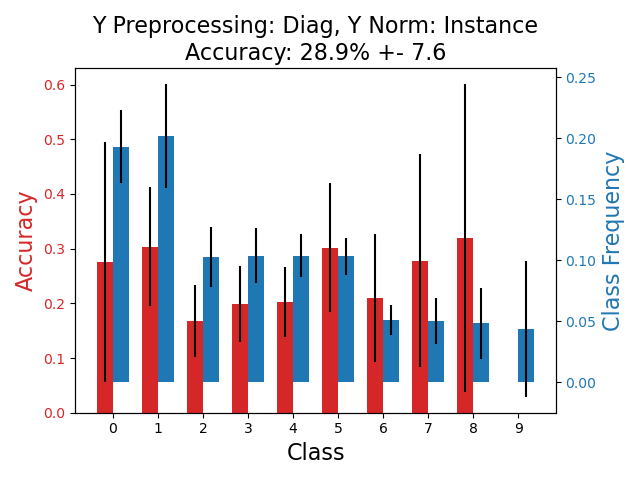 Y Preprocessing: Diag, Y Norm: Instance
Accuracy: 28.9% +- 7.6
0.6
0.5
0.4
0.3
0.2
0.1
0.0
Accuracy
0.25
0.20
0.15
0.10
0.05
0.00
Class Frequency
0 1 2 3 4 5 6 7 8 9
Class